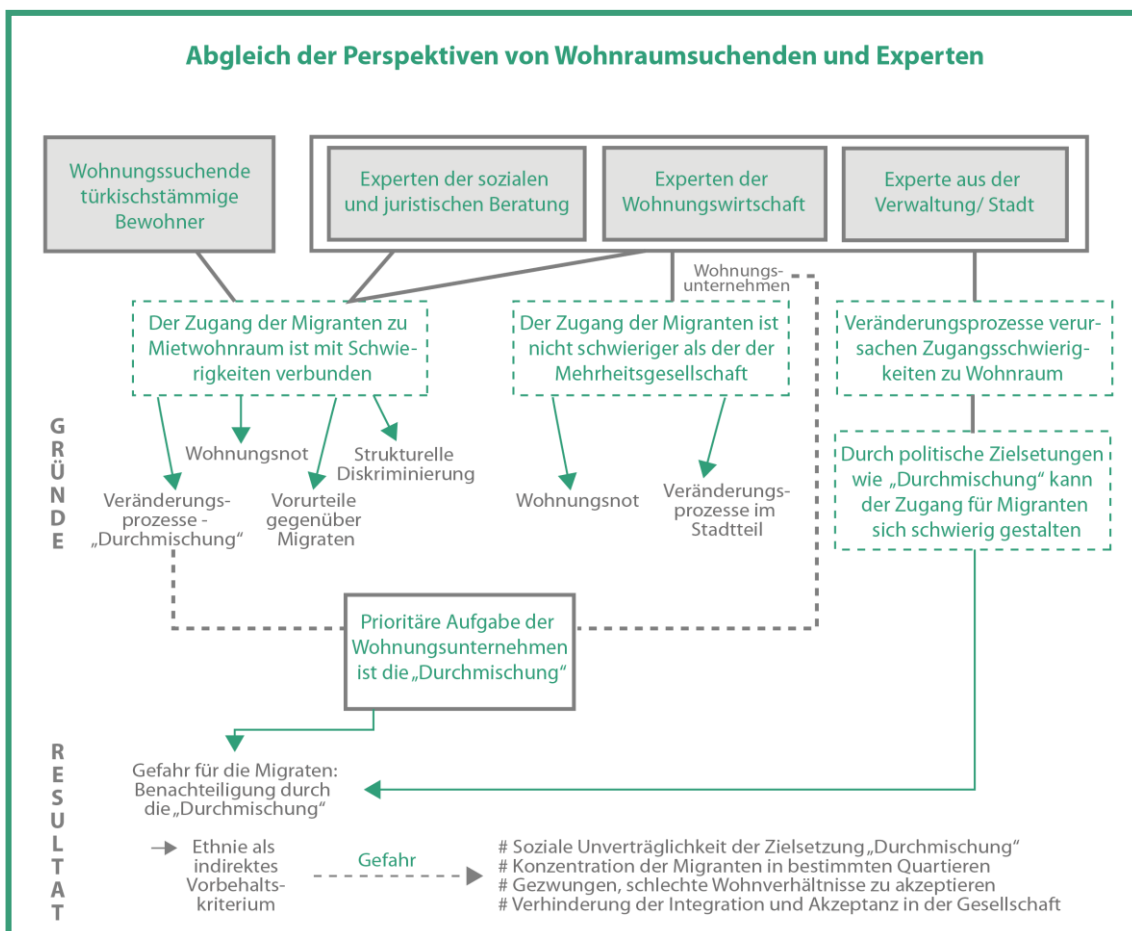 Abgleich der Perspektiven von Wohnraumsuchenden und Experten
Wohnungssuchende
türkischstämmige
Bewohner
Experten der sozialen
und juristischen Beratung
Experten der
Wohnungswirtschaft
Experte aus der
Verwaltung/ Stadt
Wohnungs-
unternehmen
Der Zugang der Migranten zu
Mietwohnraum ist mit Schwie-
rigkeiten verbunden
Der Zugang der Migranten ist
nicht schwieriger als der der
Mehrheitsgesellschaft
Veränderungsprozesse verur-
sachen Zugangsschwierig-
keiten zu Wohnraum
GRÜNDE
Wohnungsnot
Strukturelle
Diskriminierung
Veränderungs-
prozesse -
„Durchmischung“
Vorurteile
gegenüber
Migraten
Wohnungsnot
Veränderungs-
prozesse im
Stadtteil
Durch politische Zielsetungen
wie „Durchmischung“ kann
der Zugang für Migranten
sich schwierig gestalten
Prioritäre Aufgabe der
Wohnungsunternehmen
ist die „Durchmischung“
RESULTAT
Gefahr für die Migraten:
Benachteiligung durch
die „Durchmischung“
Ethnie als
indirektes
Vorbehalts-
kriterium
Gefahr
# Soziale Unverträglichkeit der Zielsetzung „Durchmischung“
# Konzentration der Migranten in bestimmten Quartieren
# Gezwungen, schlechte Wohnverhältnisse zu akzeptieren
# Verhinderung der Integration und Akzeptanz in der Gesellschaft